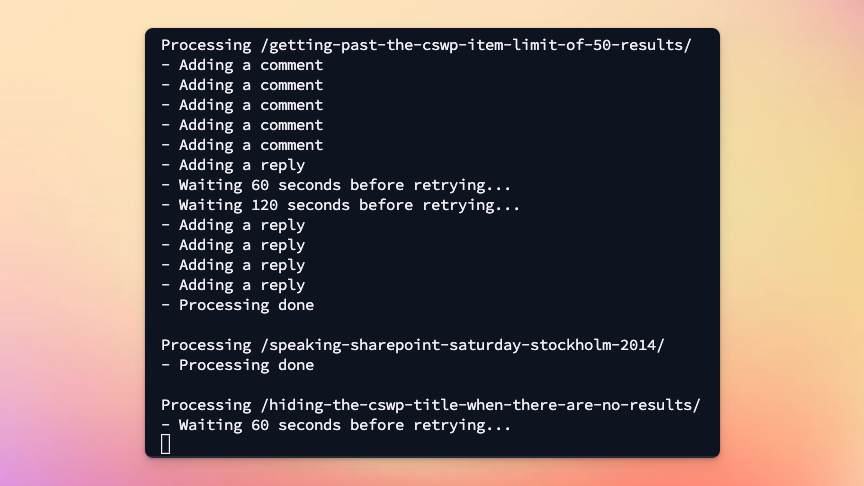 Processing /getting-past-the-cswp-item-limit-of-50-results/
- Adding a comment
- Adding a comment
- Adding a comment
- Adding a comment
- Adding a comment
- Adding a reply
- Waiting 60 seconds before retrying...
- Waiting 120 seconds before retrying...
- Adding a reply
- Adding a reply
- Adding a reply
- Adding a reply
- Processing done
Processing /speaking-sharepoint-saturday-stockholm-2014/
- Processing done
Processing /hiding-the-cswp-title-when-there-are-no-results/
- Waiting 60 seconds before retrying...